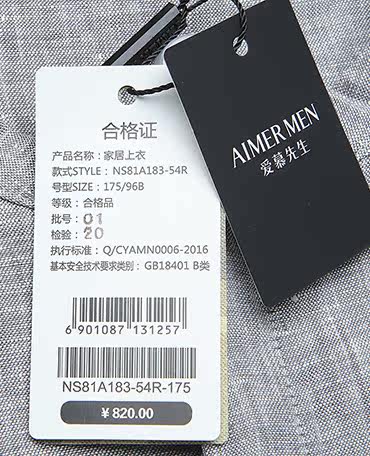 合格证
产品名称：家居上衣
款式STYLE：NS81A183-54R
号型SIZE：175/96B
等级：合格品
批号：01
检验：20
执行标准：Q/CYAMN0006-2016
基本安全技术要求类别：GB18401 B类
6 901087 131257
NS81A183-54R-175
¥820.00
AIMER MEN
爱慕先生